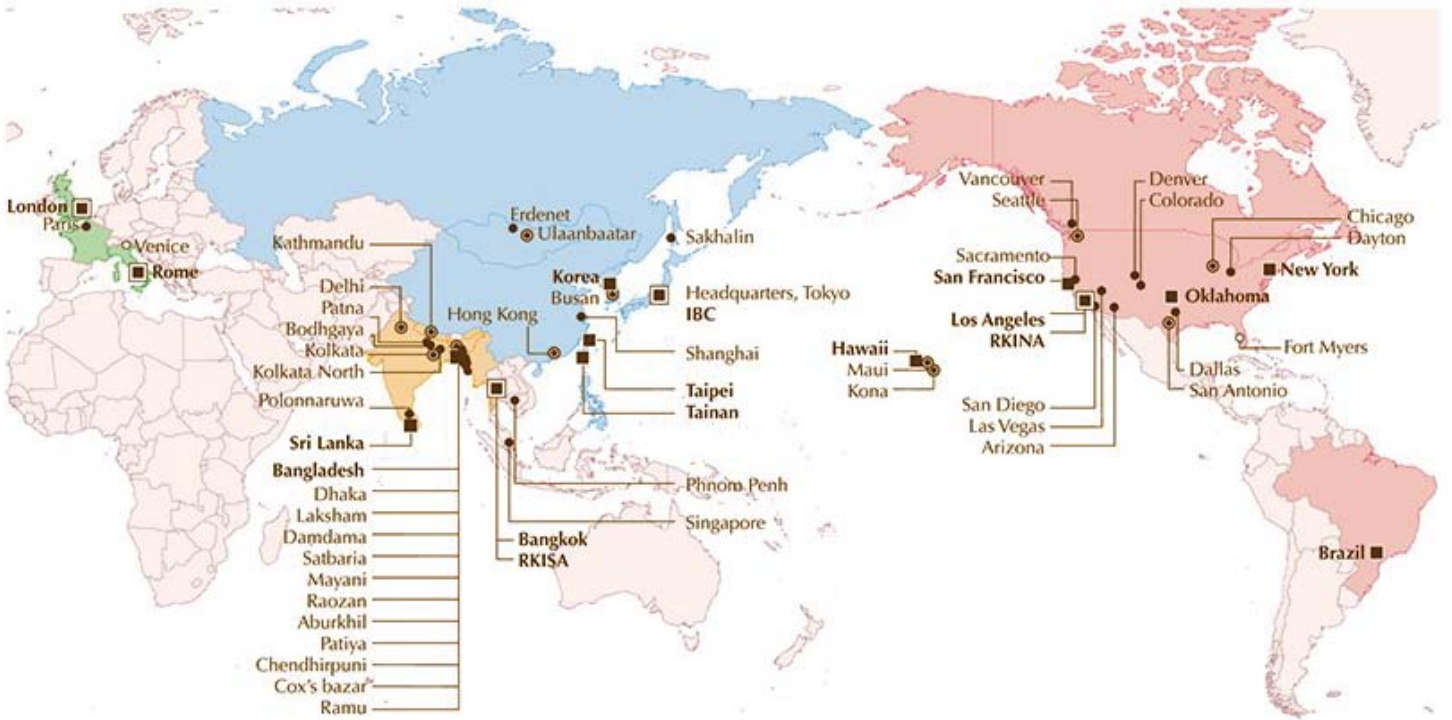 London
Paris
Venice
Rome
Kathmandu
Delhi
Patna
Bodhgaya
Kolkata
Kolkata North
Polonnaruwa
Sri Lanka
Bangladesh
Dhaka
Laksham
Damdama
Satbaria
Mayani
Raozan
Aburkhil
Patiya
Chendhirpuni
Cox's bazar
Ramu
Erdenet
Ulaanbaatar
Sakhalin
Korea
Busan
Headquarters, Tokyo
IBC
Hong Kong
Shanghai
Taipei
Tainan
Phnom Penh
Singapore
Bangkok
RKISA
Vancouver
Seattle
Sacramento
San Francisco
Los Angeles
RKINA
Hawaii
Maui
Kona
San Diego
Las Vegas
Arizona
Denver
Colorado
Chicago
Dayton
New York
Oklahoma
Fort Myers
Dallas
San Antonio
Brazil